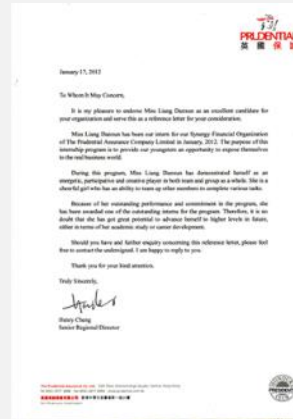 PRUDENTIAL
英國保誠
January 17, 2012
To Whom It May Concern,
It is my pleasure to endorse Miss Liang Danxun as an excellent candidate for
your organization and serve this as a reference letter for your consideration.
Miss Liang Danxun has been our intern for our Synergy Financial Organization
of The Prudential Assurance Company Limited in January, 2012. The purpose of this
internship program is to provide our youngsters an opportunity to expose themselves
to the real business world.
During this program, Miss Liang Danxun has demonstrated herself as an
energetic, participative and creative player in both team and group as a whole. She is a
cheerful girl who has an ability to team up other members to complete various tasks.
Because of her outstanding performance and commitment in the program, she
has been awarded one of the outstanding interns for the program. Therefore, it is no
doubt that she has got great potential to advance herself to higher levels in future,
either in terms of her academic study or career development.
Should you have and further enquiry concerning this reference letter, please feel
free to contact the undersigned. I am happy to reply to you.
Thank you for your kind attention.
Truly Sincerely,
Chang
Senior Regional Director